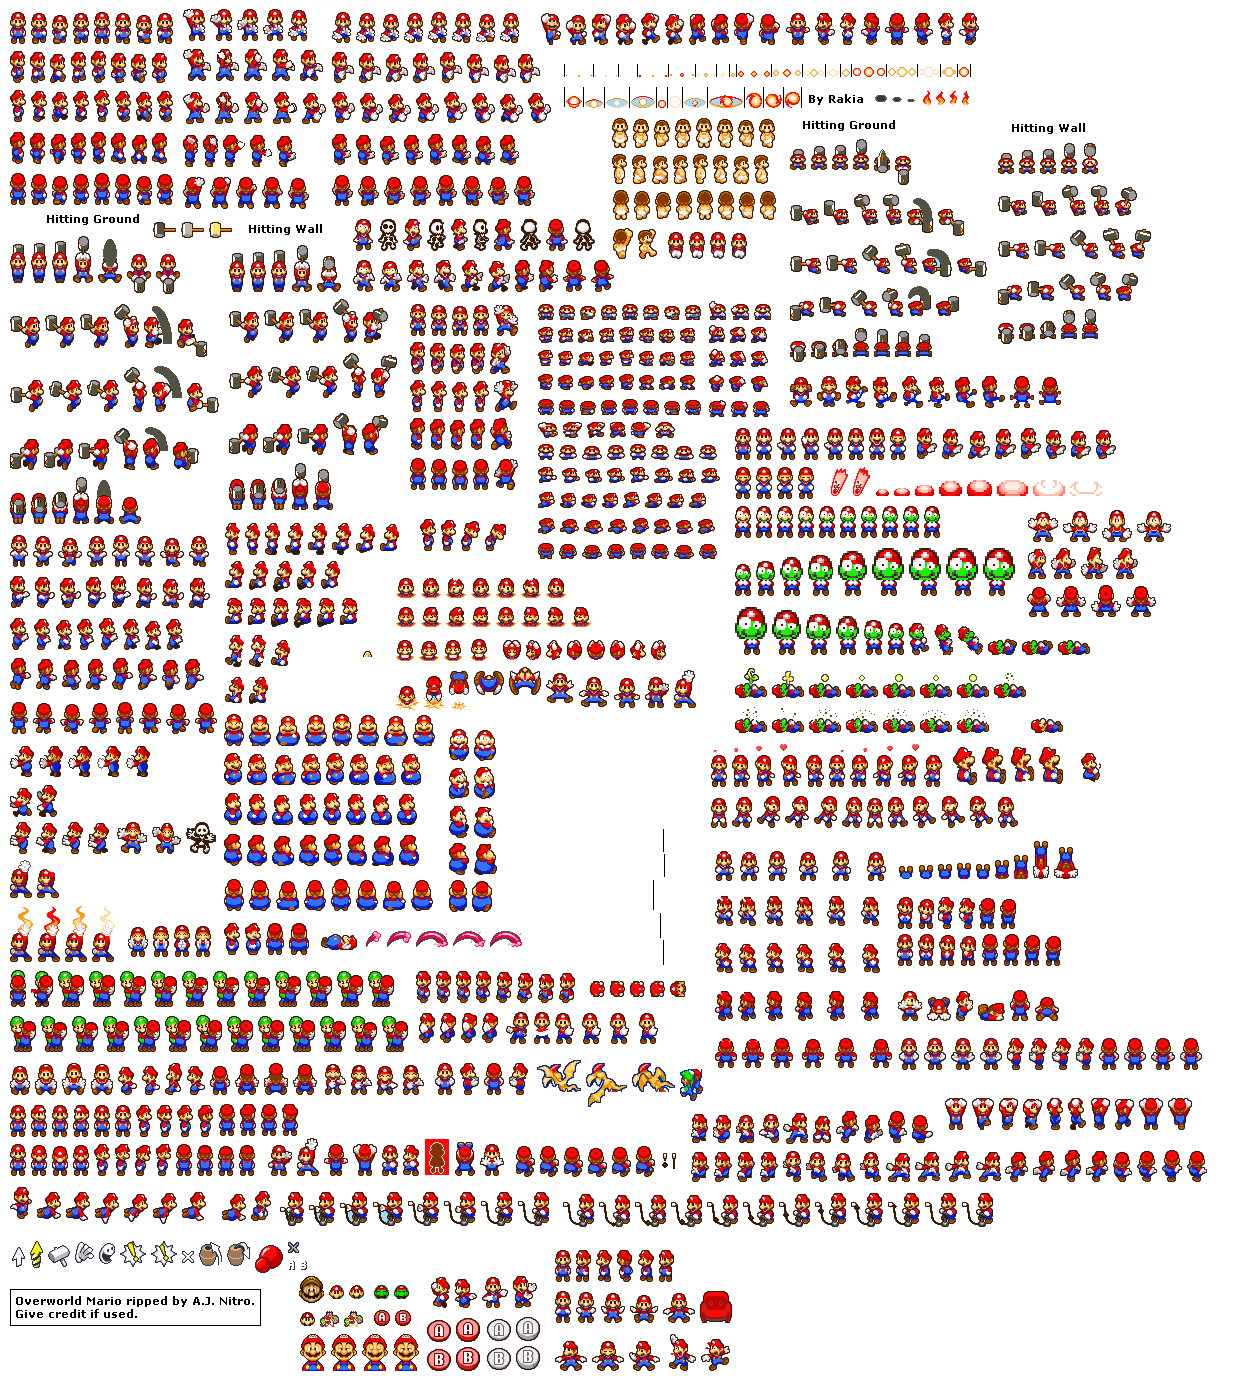 By Rakia
Hitting Ground
Hitting Wall
Hitting Ground
Hitting Wall
A B
Overworld Mario ripped by A.J. Nitro.
Give credit if used.
A B
A A A A
B B B B